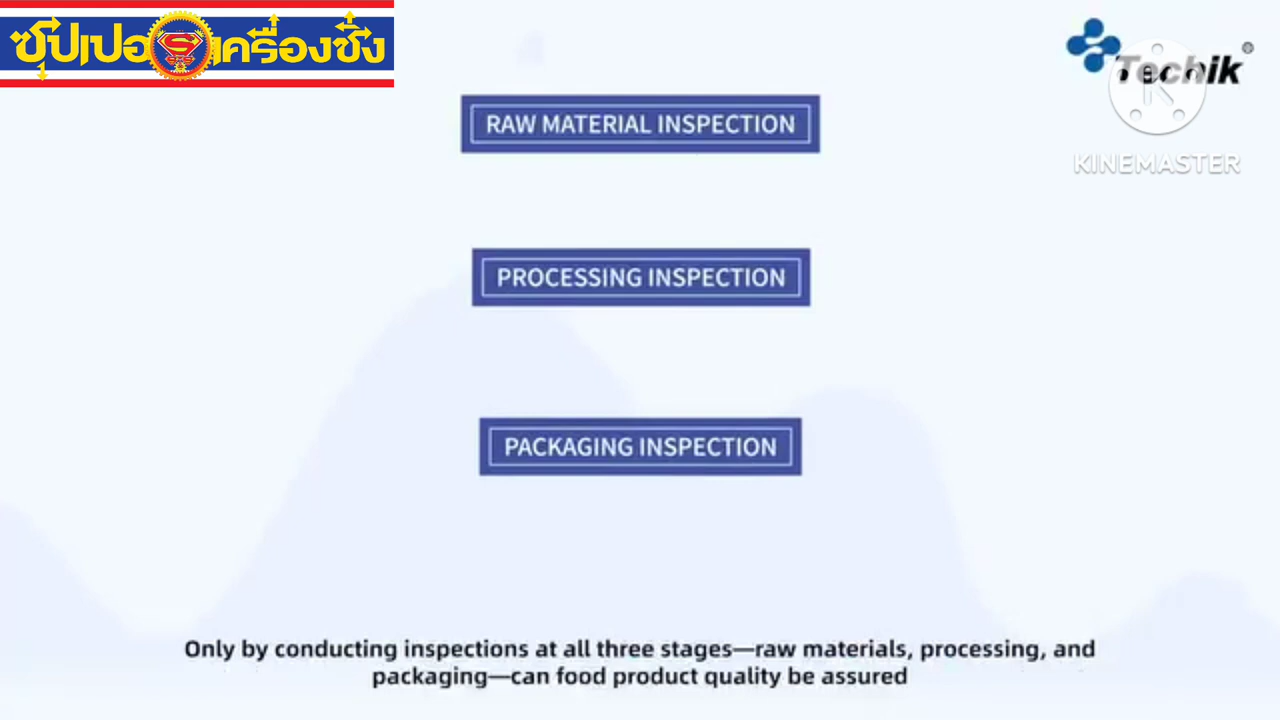 ซุปเปอร์เครื่องชั่ง
Techik®
KINEMASTER
RAW MATERIAL INSPECTION
PROCESSING INSPECTION
PACKAGING INSPECTION
Only by conducting inspections at all three stages—raw materials, processing, and
packaging—can food product quality be assured